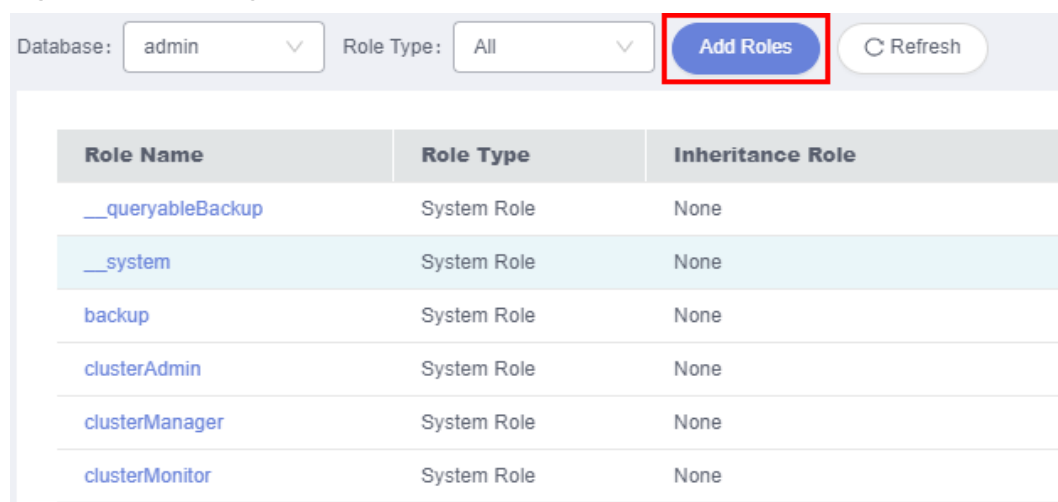 Database: admin Role Type: All Add Roles Refresh
Role Name Role Type Inheritance Role
__queryableBackup System Role None
__system System Role None
backup System Role None
clusterAdmin System Role None
clusterManager System Role None
clusterMonitor System Role None